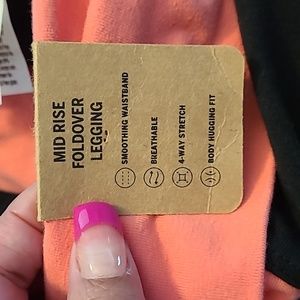 MID RISE
FOLDOVER
LEGGING
SMOOTHING WAISTBAND
BREATHABLE
4-WAY STRETCH
BODY HUGGING FIT